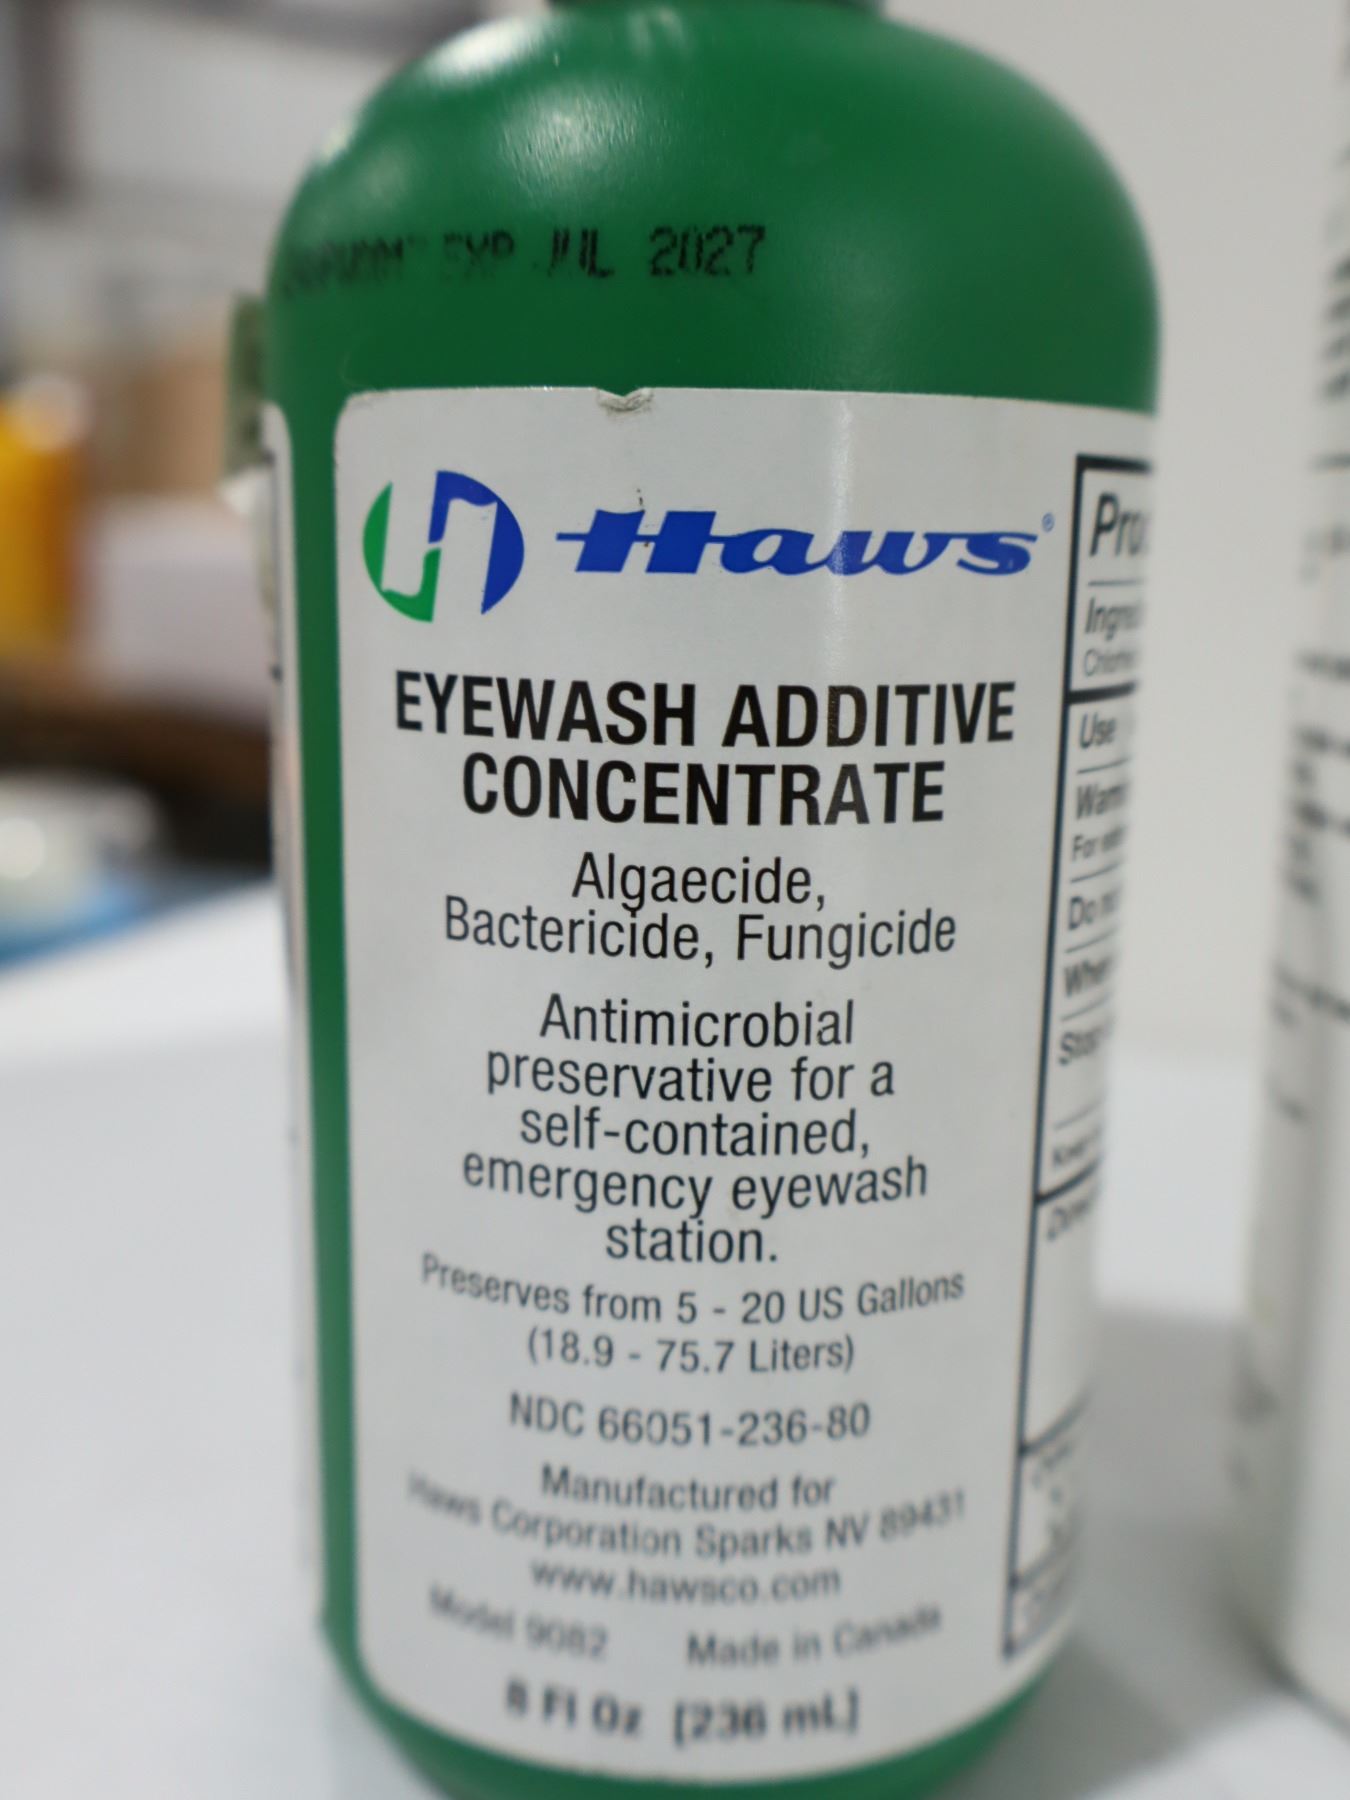 EXP JUL 2027
Haws®
EYEWASH ADDITIVE
CONCENTRATE
Algaecide,
Bactericide, Fungicide
Antimicrobial
preservative for a
self-contained,
emergency eyewash
station.
Preserves from 5 - 20 US Gallons
(18.9 - 75.7 Liters)
NDC 66051-236-80
Manufactured for
Haws Corporation Sparks NV 89431
www.hawsco.com
Model 9082 Made in Canada
8 Fl Oz [236 mL]
Use